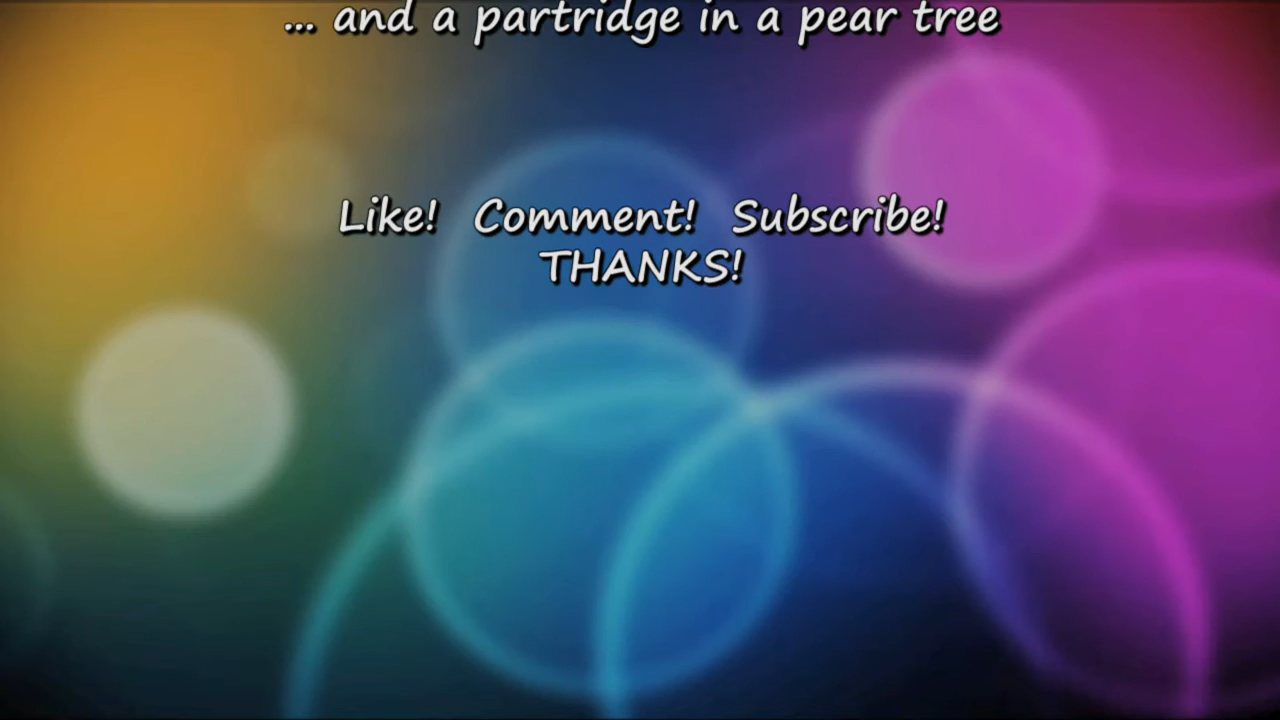 ... and a partridge in a pear tree
Like! Comment! Subscribe!
THANKS!